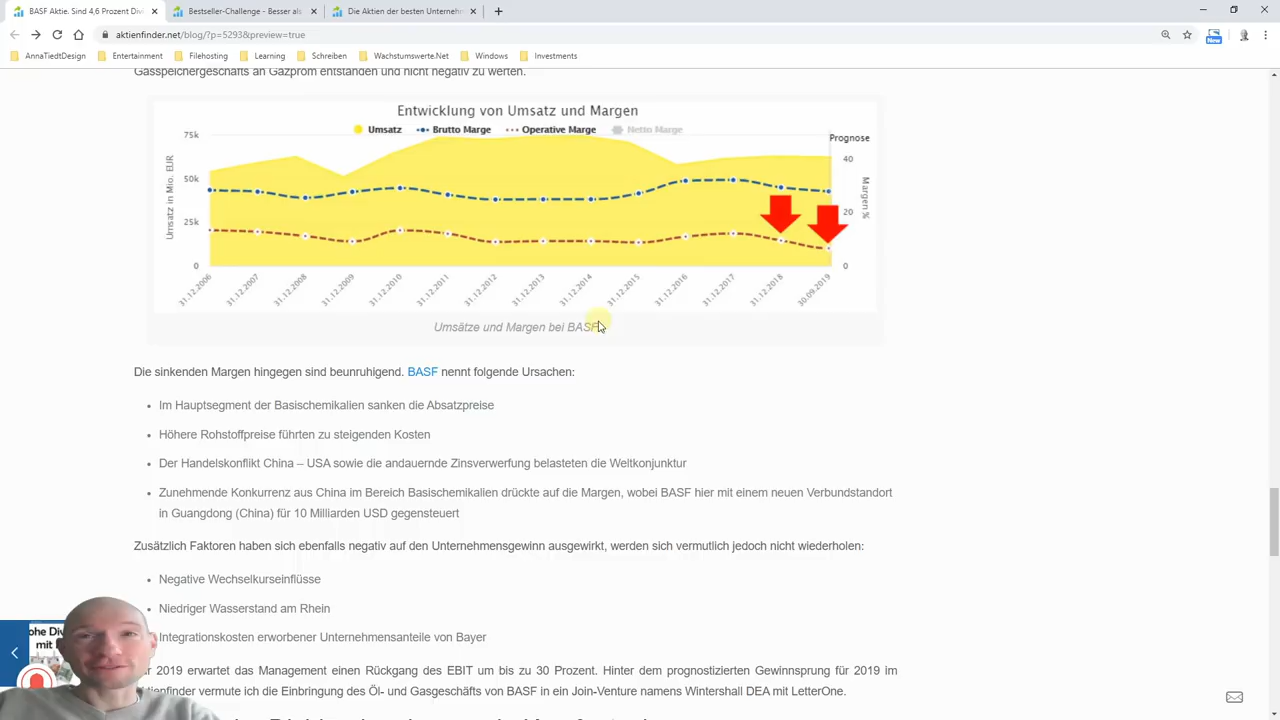 BASF Aktie. Sind 4,6 Prozent Divi
Bestseller-Challenge - Besser als
Die Aktien der besten Unternehm
aktienfinder.net/blog/?p=5293&preview=true
New
AnnaTiedtDesign
Entertainment
Filehosting
Learning
Schreiben
Wachstumswerte.Net
Windows
Investments
Gasspeichergeschäfts an Gazprom entstanden und nicht negativ zu werten.
Entwicklung von Umsatz und Margen
Umsatz
Brutto Marge
Operative Marge
Netto Marge
Prognose
75k
50k
25k
0
Umsatz in Mio. EUR
40
20
0
Margen %
31.12.2006
31.12.2007
31.12.2008
31.12.2009
31.12.2010
31.12.2011
31.12.2012
31.12.2013
31.12.2014
31.12.2015
31.12.2016
31.12.2017
31.12.2018
30.09.2019
Umsätze und Margen bei BASF
Die sinkenden Margen hingegen sind beunruhigend. BASF nennt folgende Ursachen:
Im Hauptsegment der Basischemikalien sanken die Absatzpreise
Höhere Rohstoffpreise führten zu steigenden Kosten
Der Handelskonflikt China – USA sowie die andauernde Zinsverwerfung belasteten die Weltkonjunktur
Zunehmende Konkurrenz aus China im Bereich Basischemikalien drückte auf die Margen, wobei BASF hier mit einem neuen Verbundstandort
in Guangdong (China) für 10 Milliarden USD gegensteuert
Zusätzlich Faktoren haben sich ebenfalls negativ auf den Unternehmensgewinn ausgewirkt, werden sich vermutlich jedoch nicht wiederholen:
Negative Wechselkurseinflüsse
Niedriger Wasserstand am Rhein
Integrationskosten erworbener Unternehmensanteile von Bayer
2019 erwartet das Management einen Rückgang des EBIT um bis zu 30 Prozent. Hinter dem prognostizierten Gewinnsprung für 2019 im
vermute ich die Einbringung des Öl- und Gasgeschäfts von BASF in ein Join-Venture namens Wintershall DEA mit LetterOne.